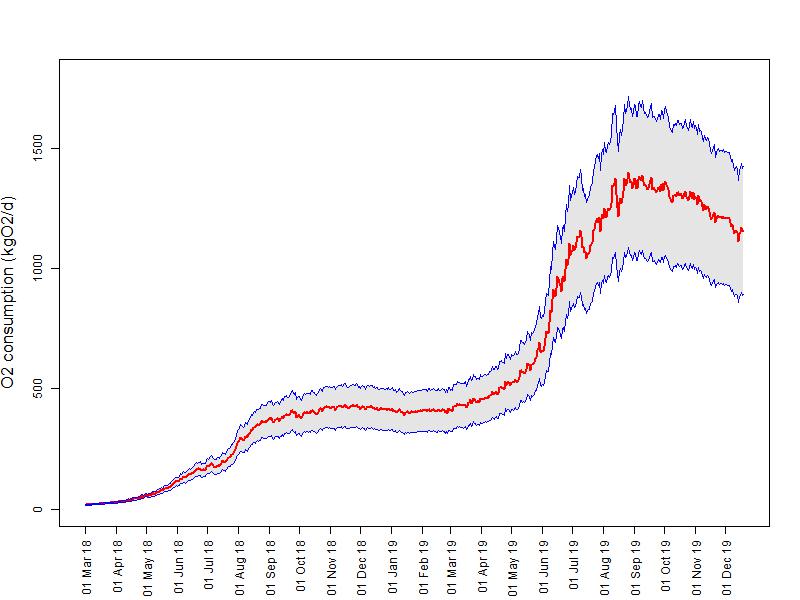 O2 consumption (kgO2/d)
1500
1000
500
0
01 Mar 18
01 Apr 18
01 May 18
01 Jun 18
01 Jul 18
01 Aug 18
01 Sep 18
01 Oct 18
01 Nov 18
01 Dec 18
01 Jan 19
01 Feb 19
01 Mar 19
01 Apr 19
01 May 19
01 Jun 19
01 Jul 19
01 Aug 19
01 Sep 19
01 Oct 19
01 Nov 19
01 Dec 19